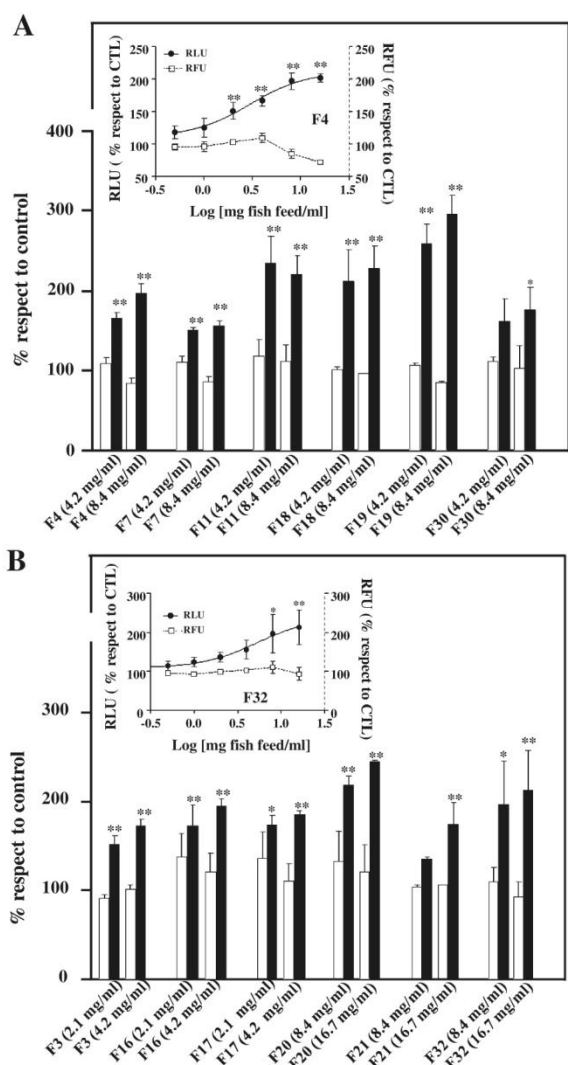 A
RLU
RFU
250
200
150
100
50
250
200
150
100
50
RLU ( % respect to CTL)
RFU ( % respect to CTL)
** ** ** **
F4
-0.5 0.0 0.5 1.0 1.5
Log [mg fish feed/ml]
% respect to control
400
300
200
100
0
** ** ** ** ** ** ** ** ** ** *
F4 (4.2 mg/ml)
F4 (8.4 mg/ml)
F7 (4.2 mg/ml)
F7 (8.4 mg/ml)
F11 (4.2 mg/ml)
F11 (8.4 mg/ml)
F18 (4.2 mg/ml)
F18 (8.4 mg/ml)
F19 (4.2 mg/ml)
F19 (8.4 mg/ml)
F30 (4.2 mg/ml)
F30 (8.4 mg/ml)
B
RLU
RFU
300
200
100
0
300
200
100
0
RLU ( % respect to CTL)
RFU (% respect to CTL)
* **
F32
-0.5 0.0 0.5 1.0 1.5
Log [mg fish feed/ml]
% respect to control
300
200
100
0
** ** ** ** * ** ** ** ** * **
F3 (2.1 mg/ml)
F3 (4.2 mg/ml)
F16 (2.1 mg/ml)
F16 (4.2 mg/ml)
F17 (2.1 mg/ml)
F17 (4.2 mg/ml)
F20 (8.4 mg/ml)
F20 (16.7 mg/ml)
F21 (8.4 mg/ml)
F21 (16.7 mg/ml)
F32 (8.4 mg/ml)
F32 (16.7 mg/ml)